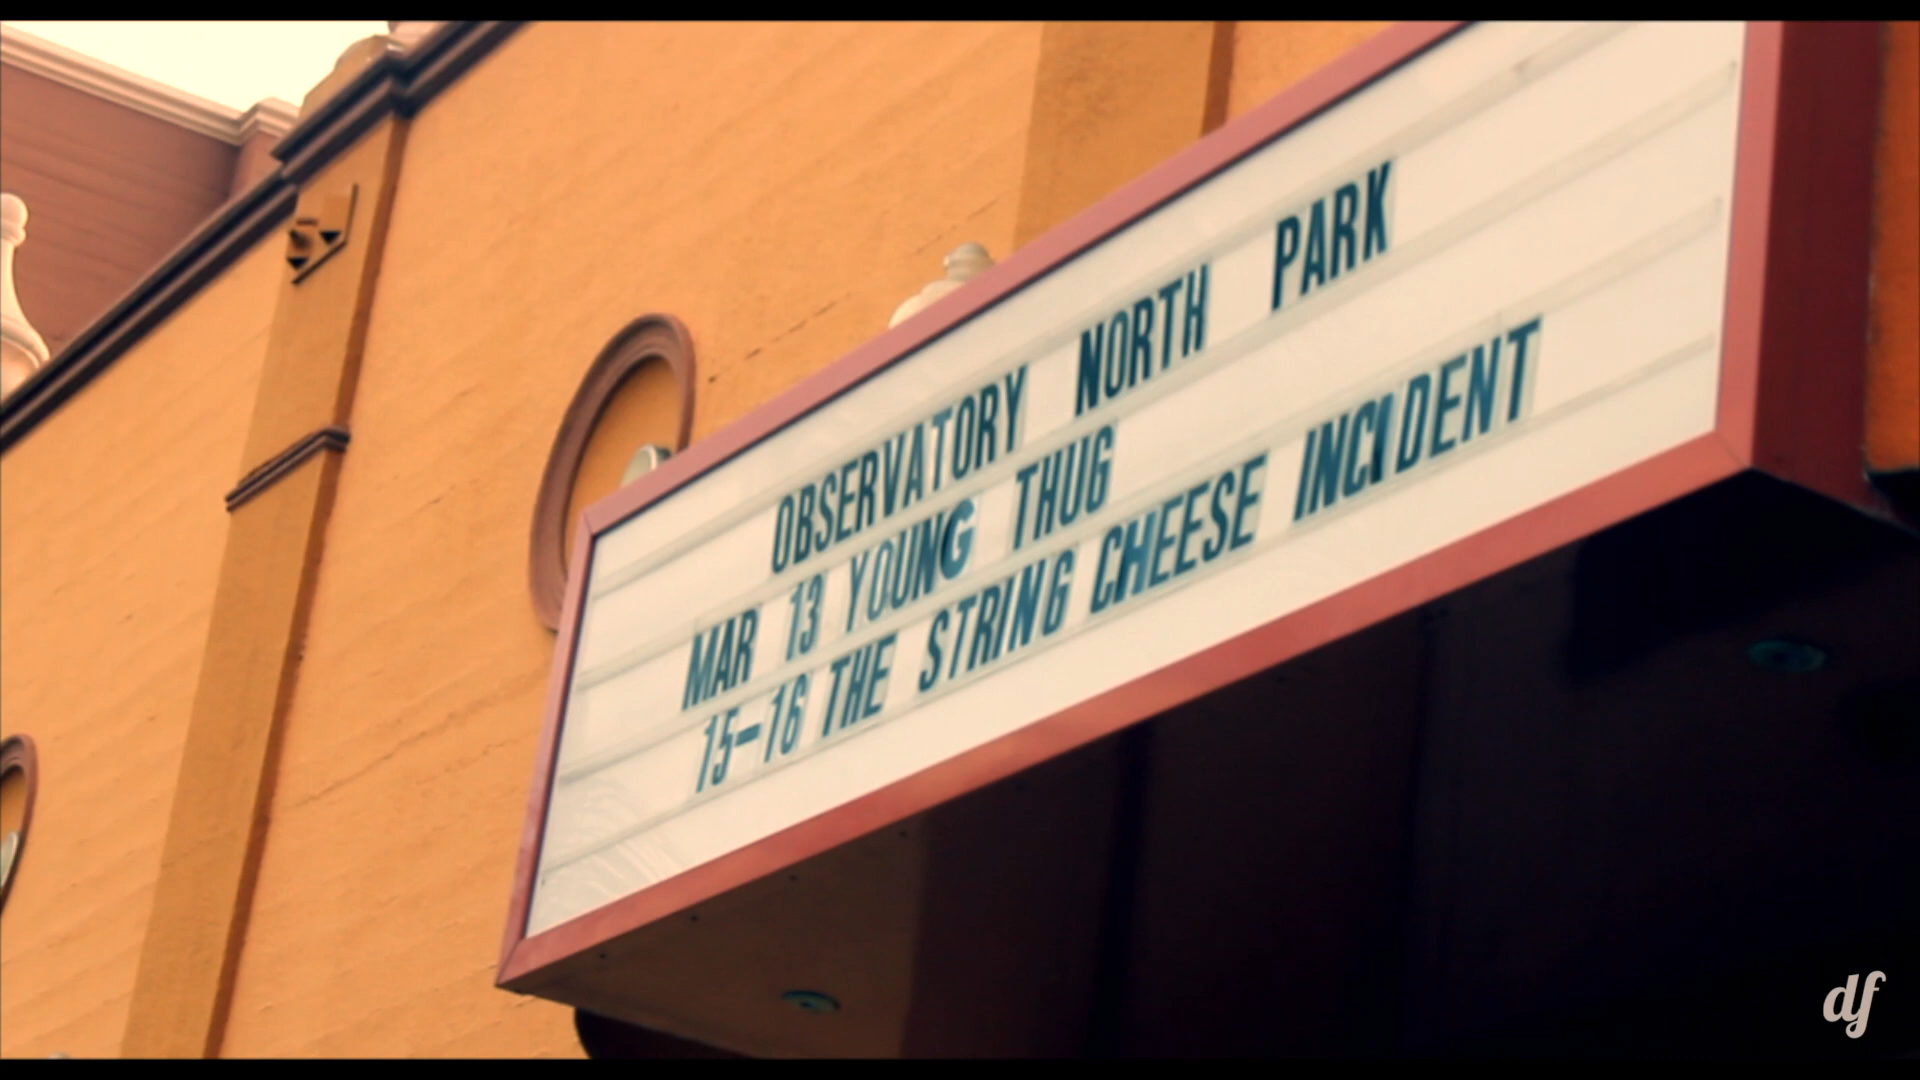 OBSERVATORY NORTH PARK
MAR 13 YOUNG THUG
15-16 THE STRING CHEESE INCIDENT
df